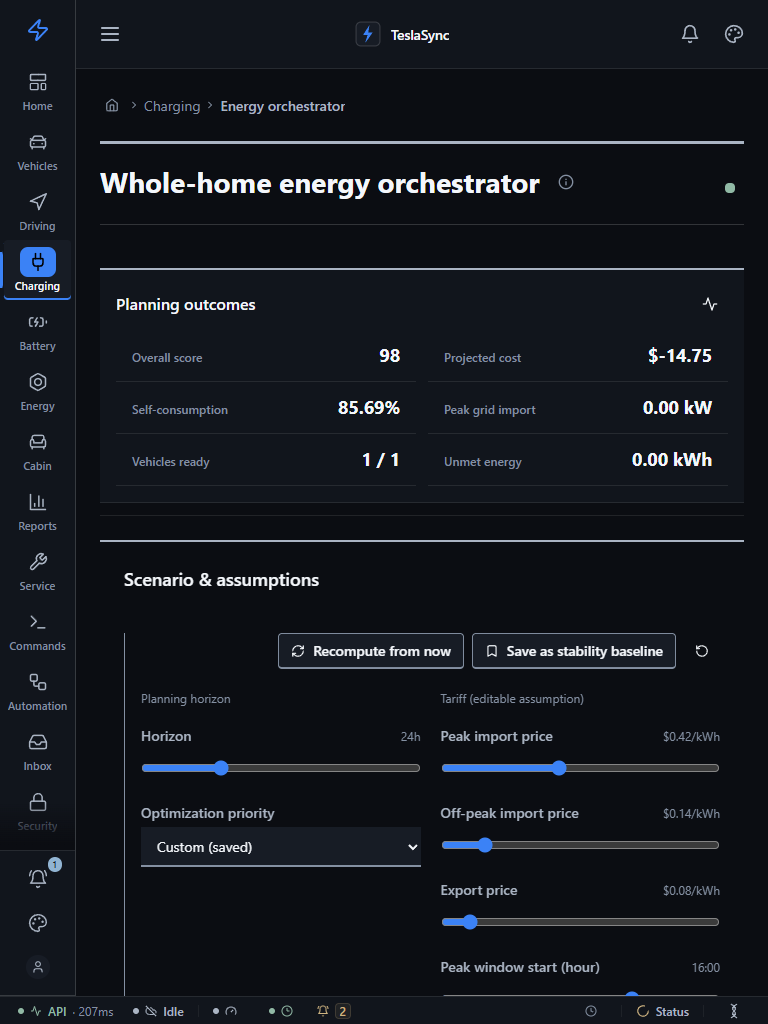 TeslaSync
Home
Vehicles
Driving
Charging
Battery
Energy
Cabin
Reports
Service
Commands
Automation
Inbox
Security
1
Charging
Energy orchestrator
Whole-home energy orchestrator
Planning outcomes
Overall score 98
Projected cost $-14.75
Self-consumption 85.69%
Peak grid import 0.00 kW
Vehicles ready 1 / 1
Unmet energy 0.00 kWh
Scenario & assumptions
Recompute from now
Save as stability baseline
Planning horizon
Horizon 24h
Optimization priority
Custom (saved)
Tariff (editable assumption)
Peak import price $0.42/kWh
Off-peak import price $0.14/kWh
Export price $0.08/kWh
Peak window start (hour) 16:00
API · 207ms
Idle
2
Status